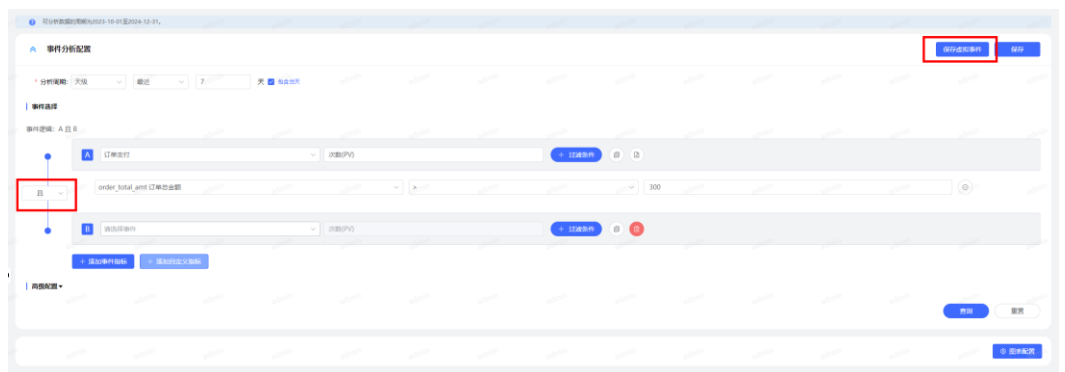 可分析数据的周期为2023-10-01至2024-12-31。
事件分析配置
保存虚拟事件
保存
* 分析周期: 天级 最近 7 天 包含当天
事件选择
事件逻辑: A 且 B
A 订单支付 次数(PV) + 过滤条件
且
order_total_amt 订单总金额 > 300
B 请选择事件 次数(PV) + 过滤条件
+ 添加事件指标 + 添加自定义指标
高级配置
查询 重置
图表配置